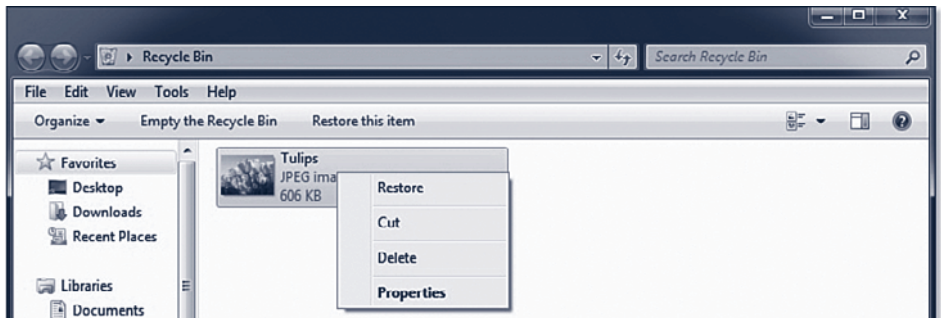 Recycle Bin
Search Recycle Bin
File Edit View Tools Help
Organize Empty the Recycle Bin Restore this item
Favorites
Desktop
Downloads
Recent Places
Libraries
Documents
Tulips
JPEG ima
606 KB
Restore
Cut
Delete
Properties